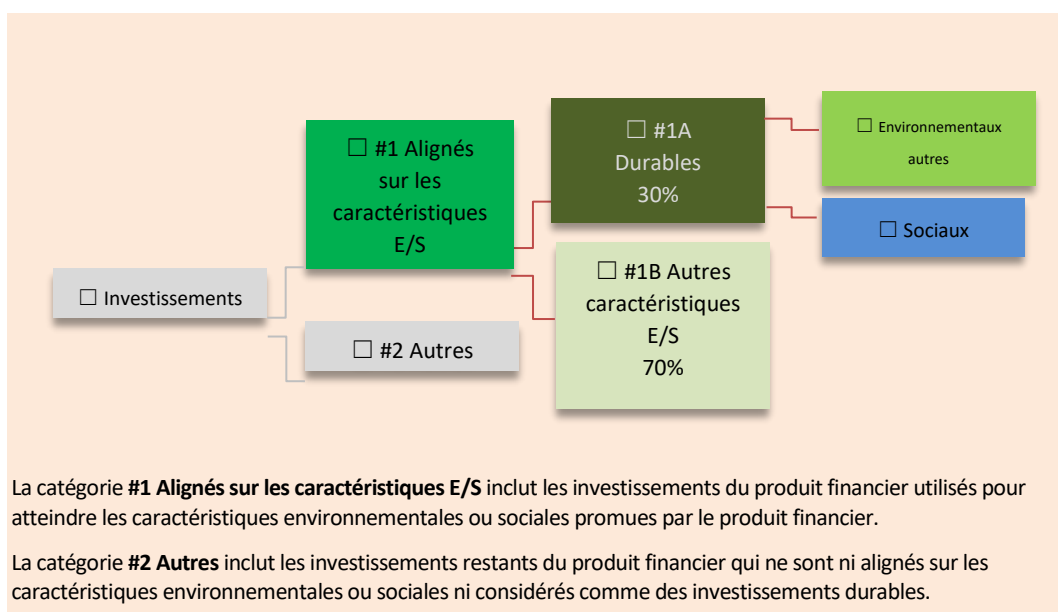 ☐ Investissements
☐ #1 Alignés
sur les
caractéristiques
E/S
☐ #2 Autres
☐ #1A
Durables
30%
☐ #1B Autres
caractéristiques
E/S
70%
☐ Environnementaux
autres
☐ Sociaux
La catégorie #1 Alignés sur les caractéristiques E/S inclut les investissements du produit financier utilisés pour
atteindre les caractéristiques environnementales ou sociales promues par le produit financier.
La catégorie #2 Autres inclut les investissements restants du produit financier qui ne sont ni alignés sur les
caractéristiques environnementales ou sociales ni considérés comme des investissements durables.